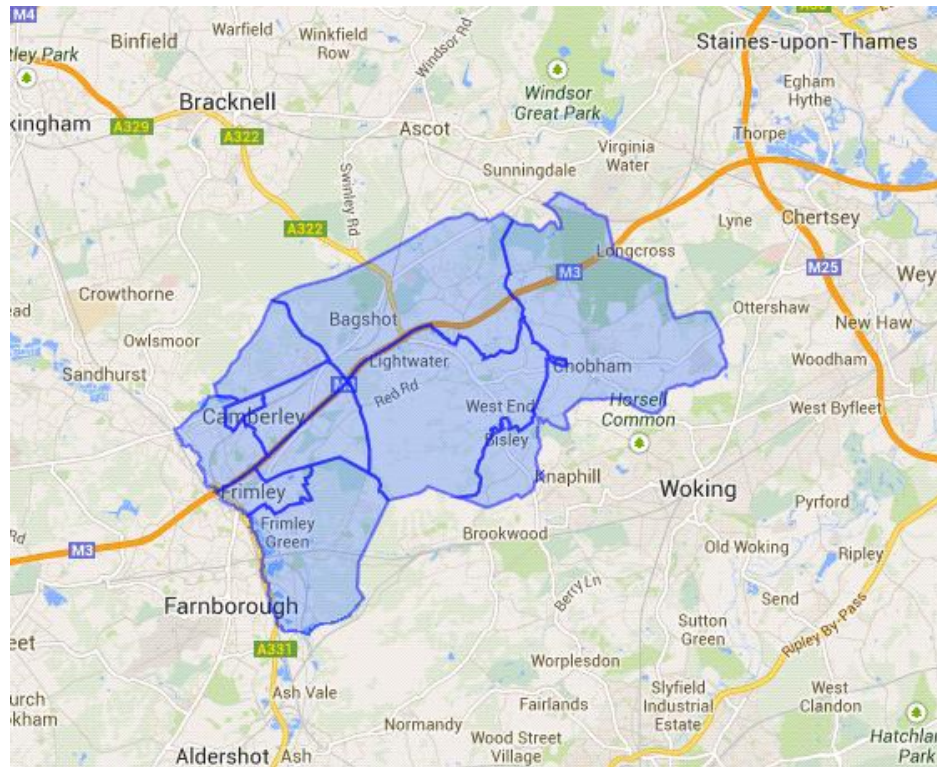 M4
Binfield
Warfield
Winkfield
Row
Windsor Rd
Staines-upon-Thames
tley Park
Windsor
Great Park
Egham
Hythe
Bracknell
kingham
A329
A322
Ascot
Thorpe
Virginia
Water
Sunningdale
Swinley Rd
A322
Lyne
Chertsey
Longcross
M3
M25
Wey
Crowthorne
ead
Ottershaw
New Haw
Bagshot
Owlsmoor
Lightwater
Chobham
Woodham
Sandhurst
Red Rd
Horsell
Common
West End
West Byfleet
Camberley
Bisley
Knaphill
Woking
Frimley
Pyrford
Frimley
Green
Brookwood
Rd
M3
Old Woking
Ripley
Berry Ln
Send
Farnborough
Sutton
Green
Ripley By-Pass
eet
A331
Worplesdon
Ash Vale
Slyfield
Industrial
Estate
West
Clandon
urch
okham
Fairlands
Normandy
Hatchlan
Park
Wood Street
Village
Aldershot
Ash